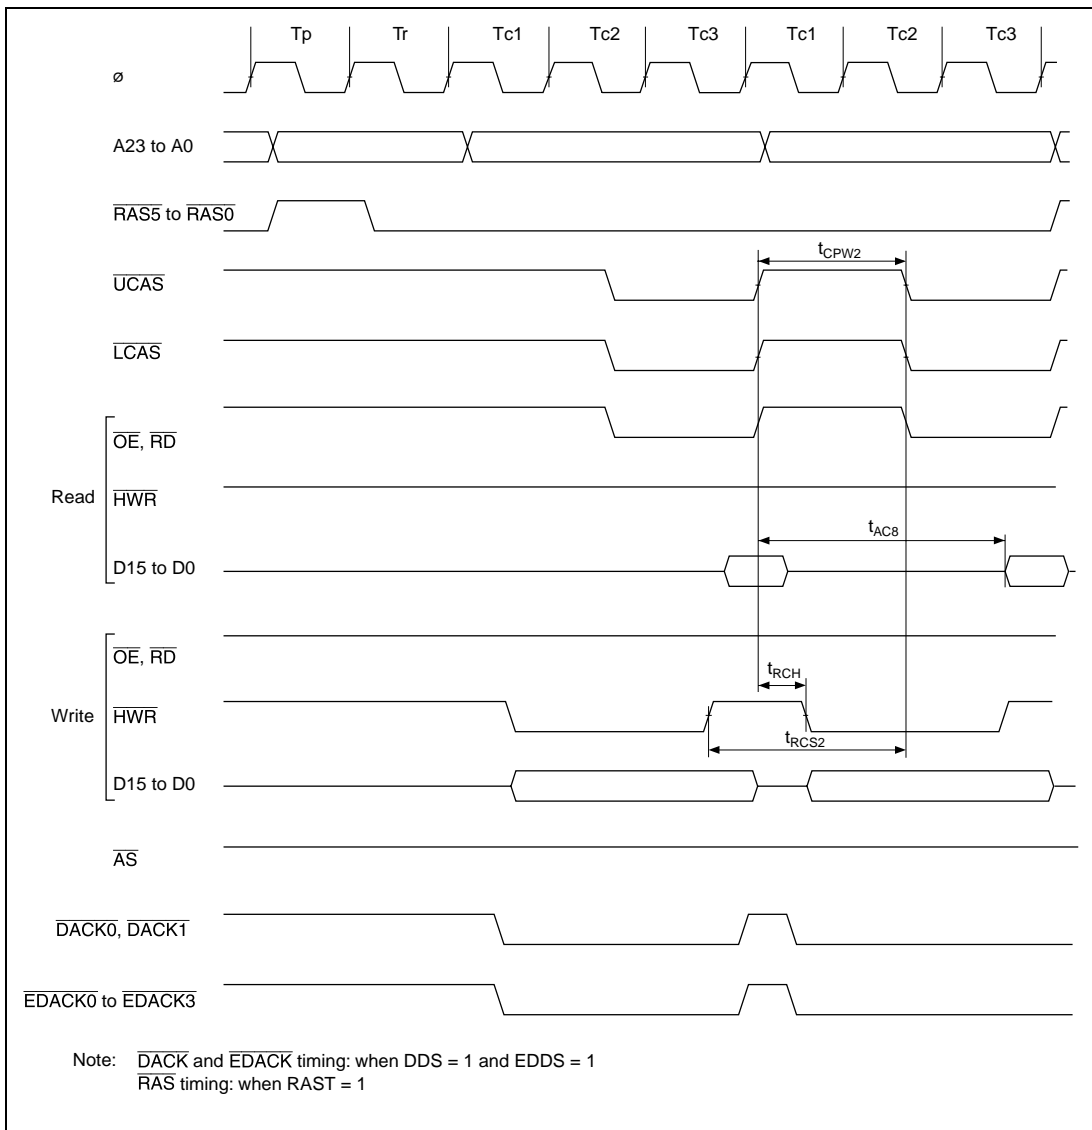 Tp Tr Tc1 Tc2 Tc3 Tc1 Tc2 Tc3
ø
A23 to A0
RAS5 to RAS0
tCPW2
UCAS
LCAS
OE, RD
Read HWR
tAC8
D15 to D0
OE, RD
tRCH
Write HWR
tRCS2
D15 to D0
AS
DACK0, DACK1
EDACK0 to EDACK3
Note: DACK and EDACK timing: when DDS = 1 and EDDS = 1
RAS timing: when RAST = 1